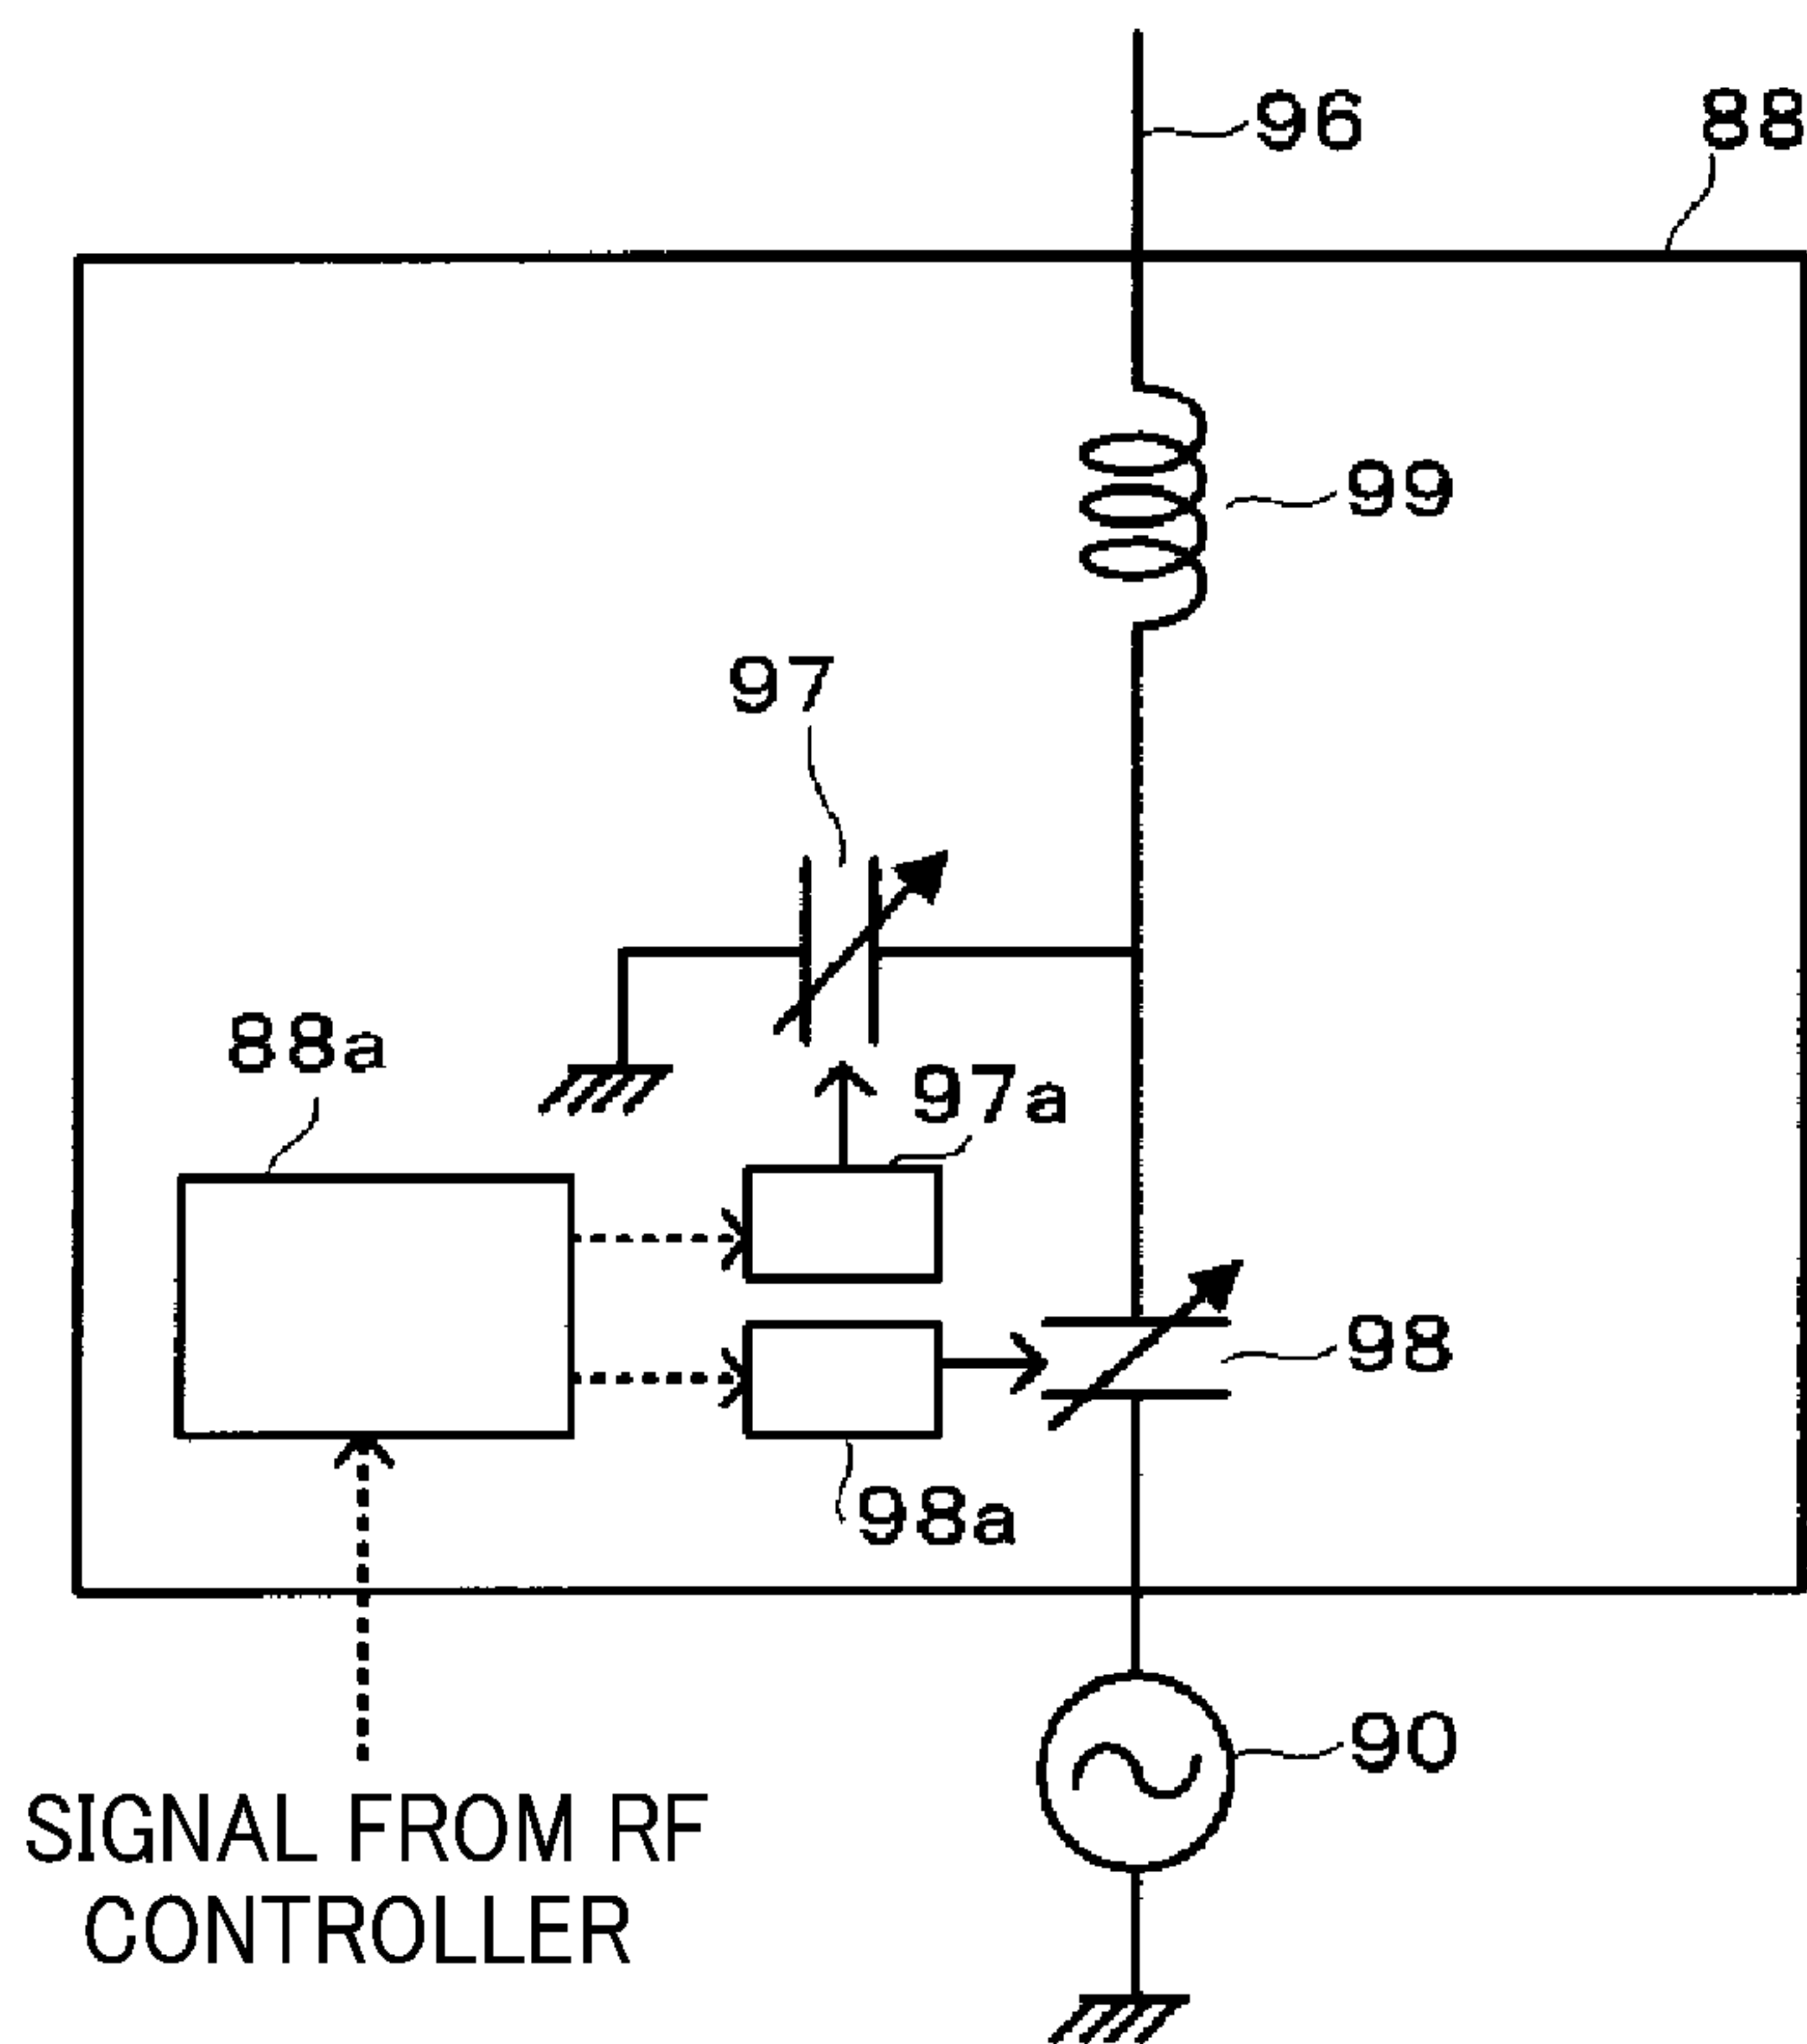 96
88
99
97
88a
97a
98
98a
90
SIGNAL FROM RF
CONTROLLER